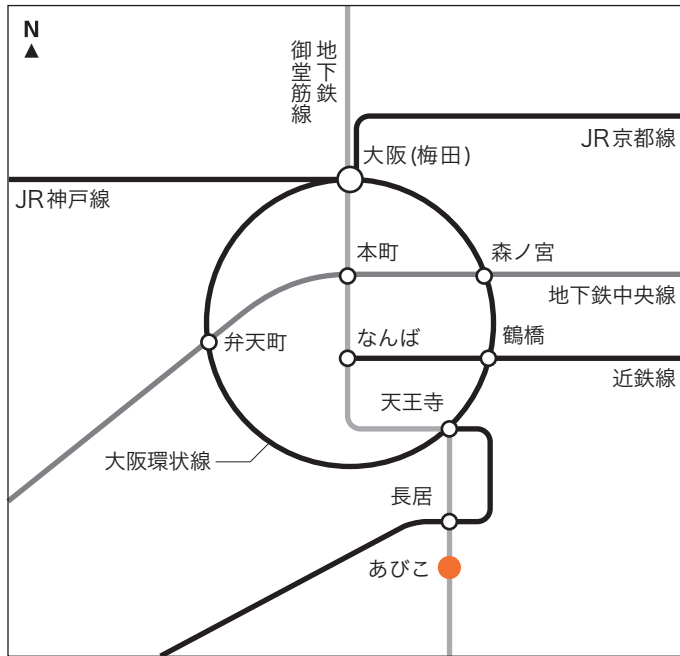 N
地下鉄
御堂筋線
JR京都線
大阪(梅田)
JR神戸線
本町
森ノ宮
地下鉄中央線
弁天町
なんば
鶴橋
近鉄線
天王寺
大阪環状線
長居
あびこ